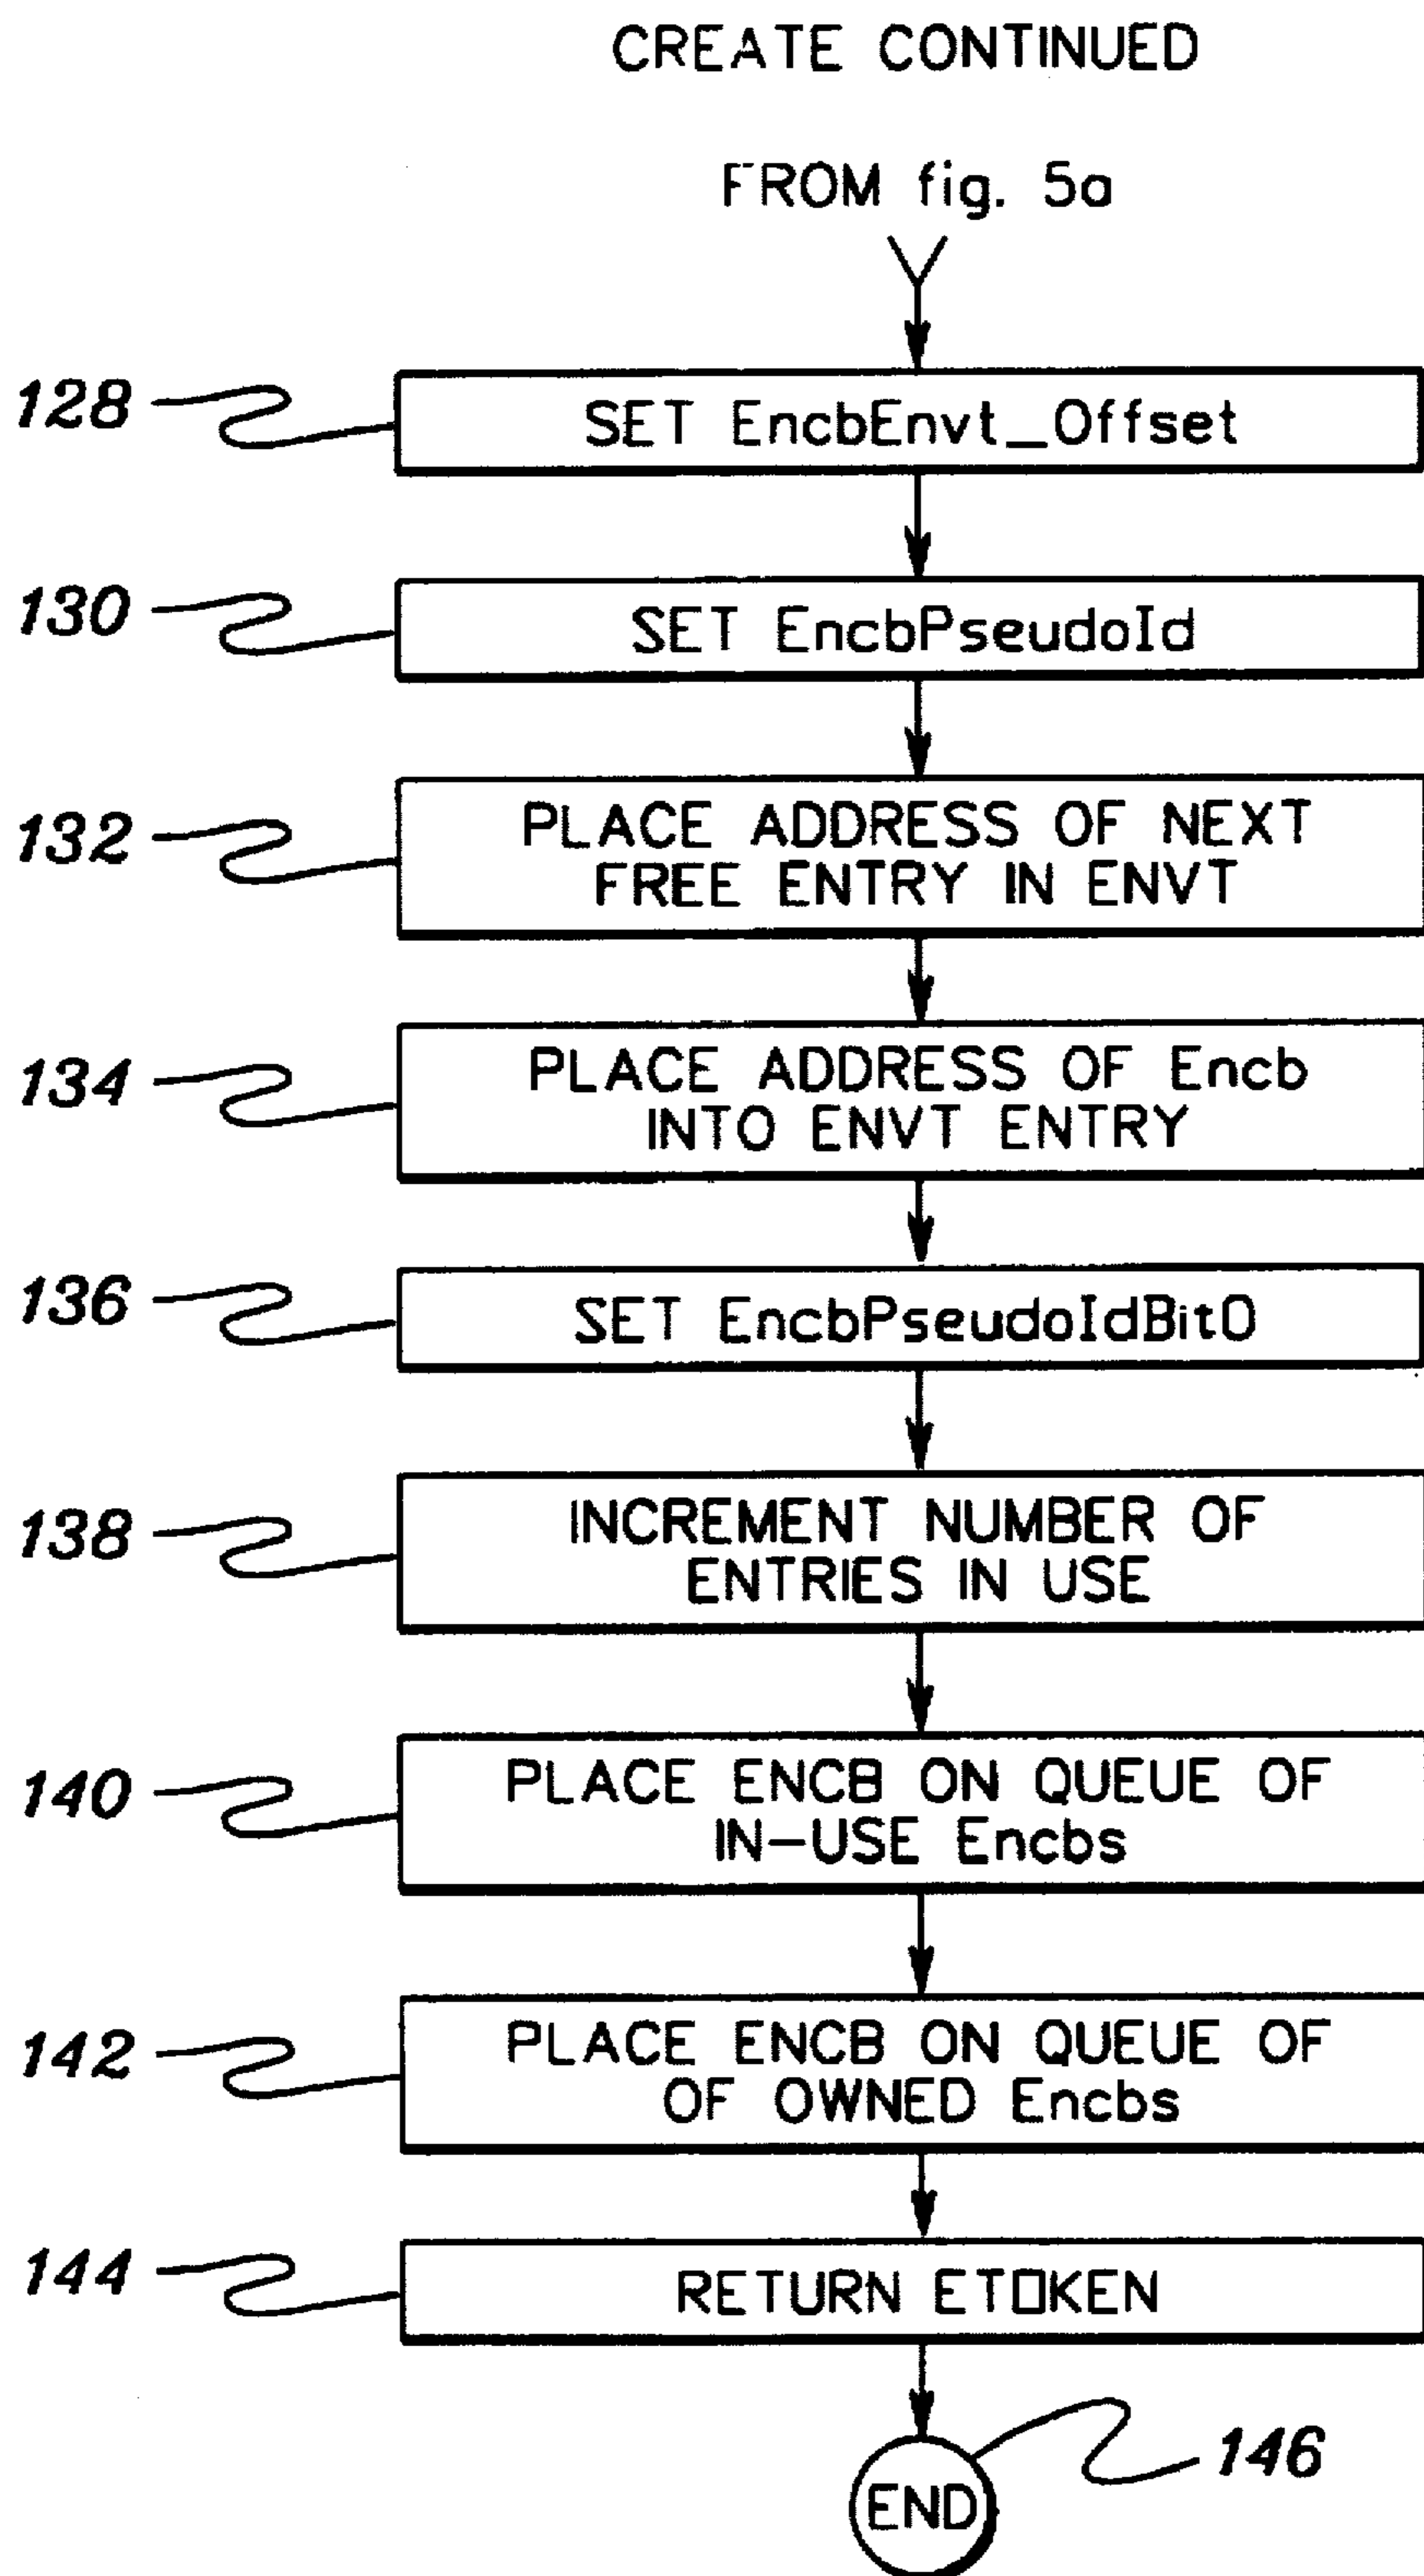 CREATE CONTINUED
FROM fig. 5a
128
SET EncbEnvt_Offset
130
SET EncbPseudoId
132
PLACE ADDRESS OF NEXT
FREE ENTRY IN ENVT
134
PLACE ADDRESS OF Encb
INTO ENVT ENTRY
136
SET EncbPseudoIdBit0
138
INCREMENT NUMBER OF
ENTRIES IN USE
140
PLACE ENCB ON QUEUE OF
IN-USE Encbs
142
PLACE ENCB ON QUEUE OF
OF OWNED Encbs
144
RETURN ETOKEN
146
END